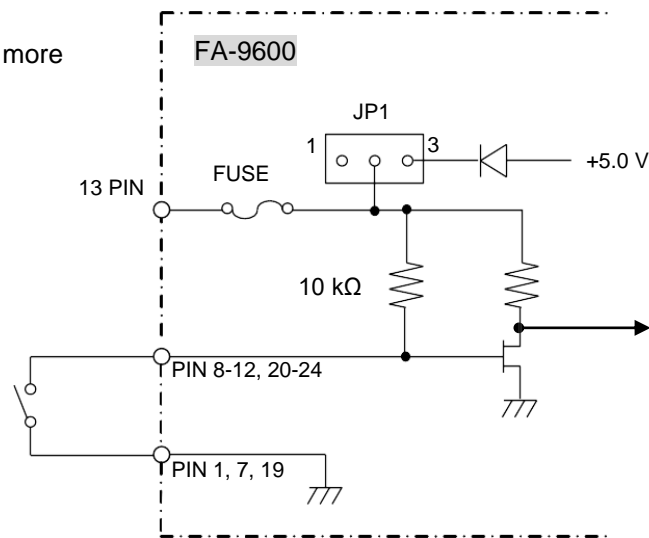 more
FA-9600
JP1
1
3
+5.0 V
13 PIN
FUSE
10 kΩ
PIN 8-12, 20-24
PIN 1, 7, 19